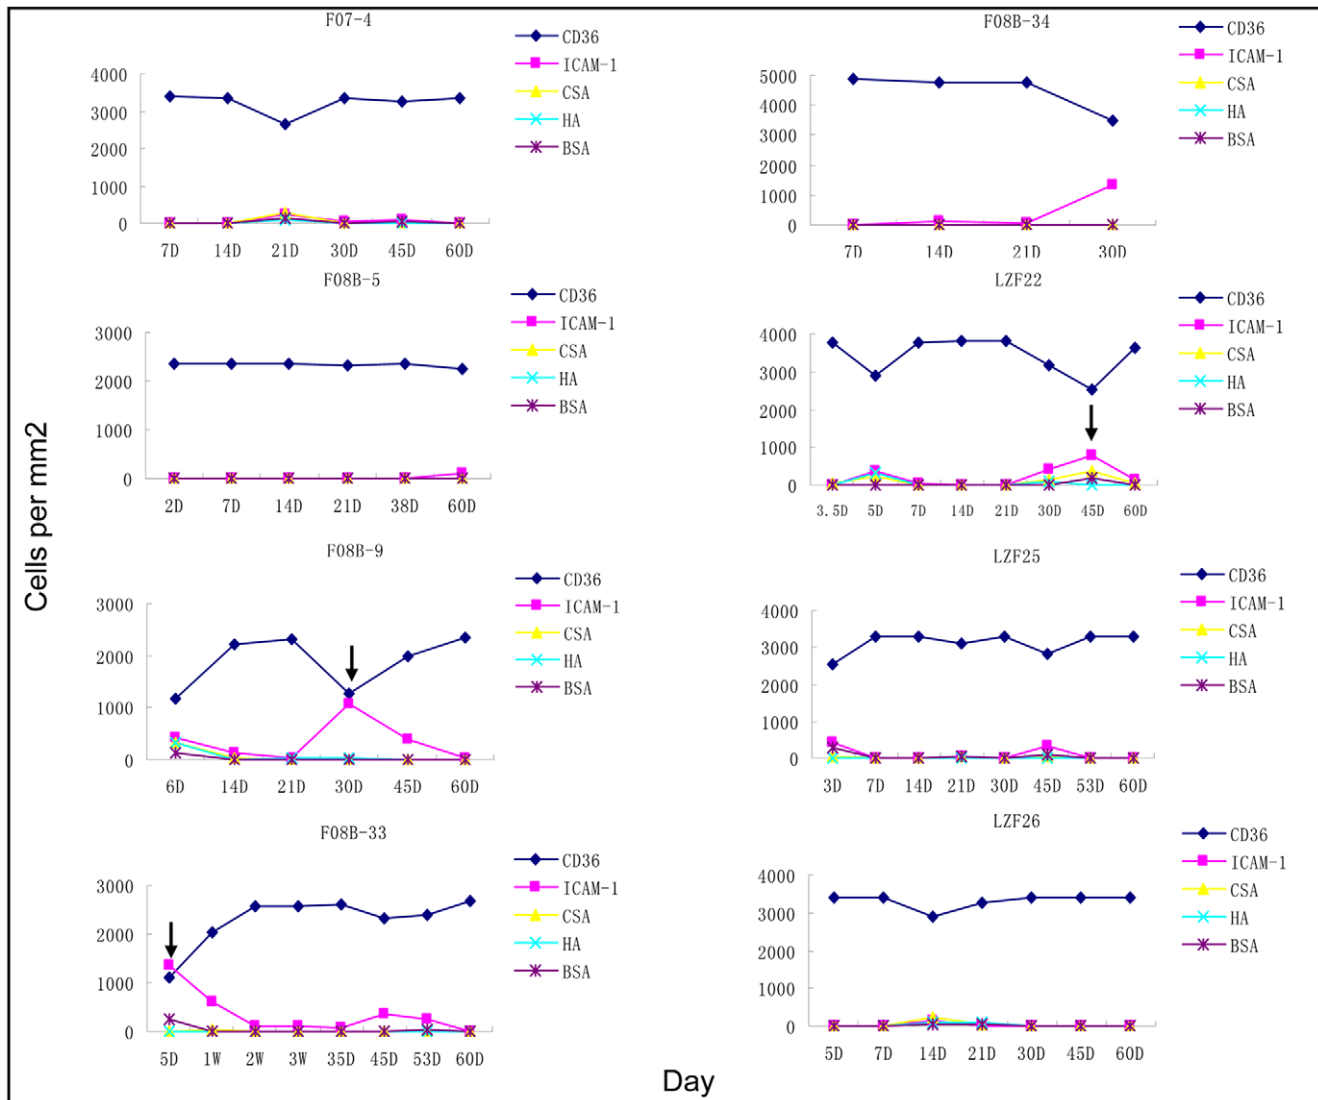 F07-4
CD36
ICAM-1
CSA
HA
BSA
4000
3000
2000
1000
0
7D 14D 21D 30D 45D 60D
F08B-34
CD36
ICAM-1
CSA
HA
BSA
5000
4000
3000
2000
1000
0
7D 14D 21D 30D
F08B-5
CD36
ICAM-1
CSA
HA
BSA
3000
2000
1000
0
2D 7D 14D 21D 38D 60D
LZF22
CD36
ICAM-1
CSA
HA
BSA
4000
3000
2000
1000
0
3.5D 5D 7D 14D 21D 30D 45D 60D
F08B-9
CD36
ICAM-1
CSA
HA
BSA
3000
2000
1000
0
6D 14D 21D 30D 45D 60D
LZF25
CD36
ICAM-1
CSA
HA
BSA
4000
3000
2000
1000
0
3D 7D 14D 21D 30D 45D 53D 60D
F08B-33
CD36
ICAM-1
CSA
HA
BSA
3000
2000
1000
0
5D 1W 2W 3W 35D 45D 53D 60D
LZF26
CD36
ICAM-1
CSA
HA
BSA
4000
3000
2000
1000
0
5D 7D 14D 21D 30D 45D 60D
Cells per mm2
Day